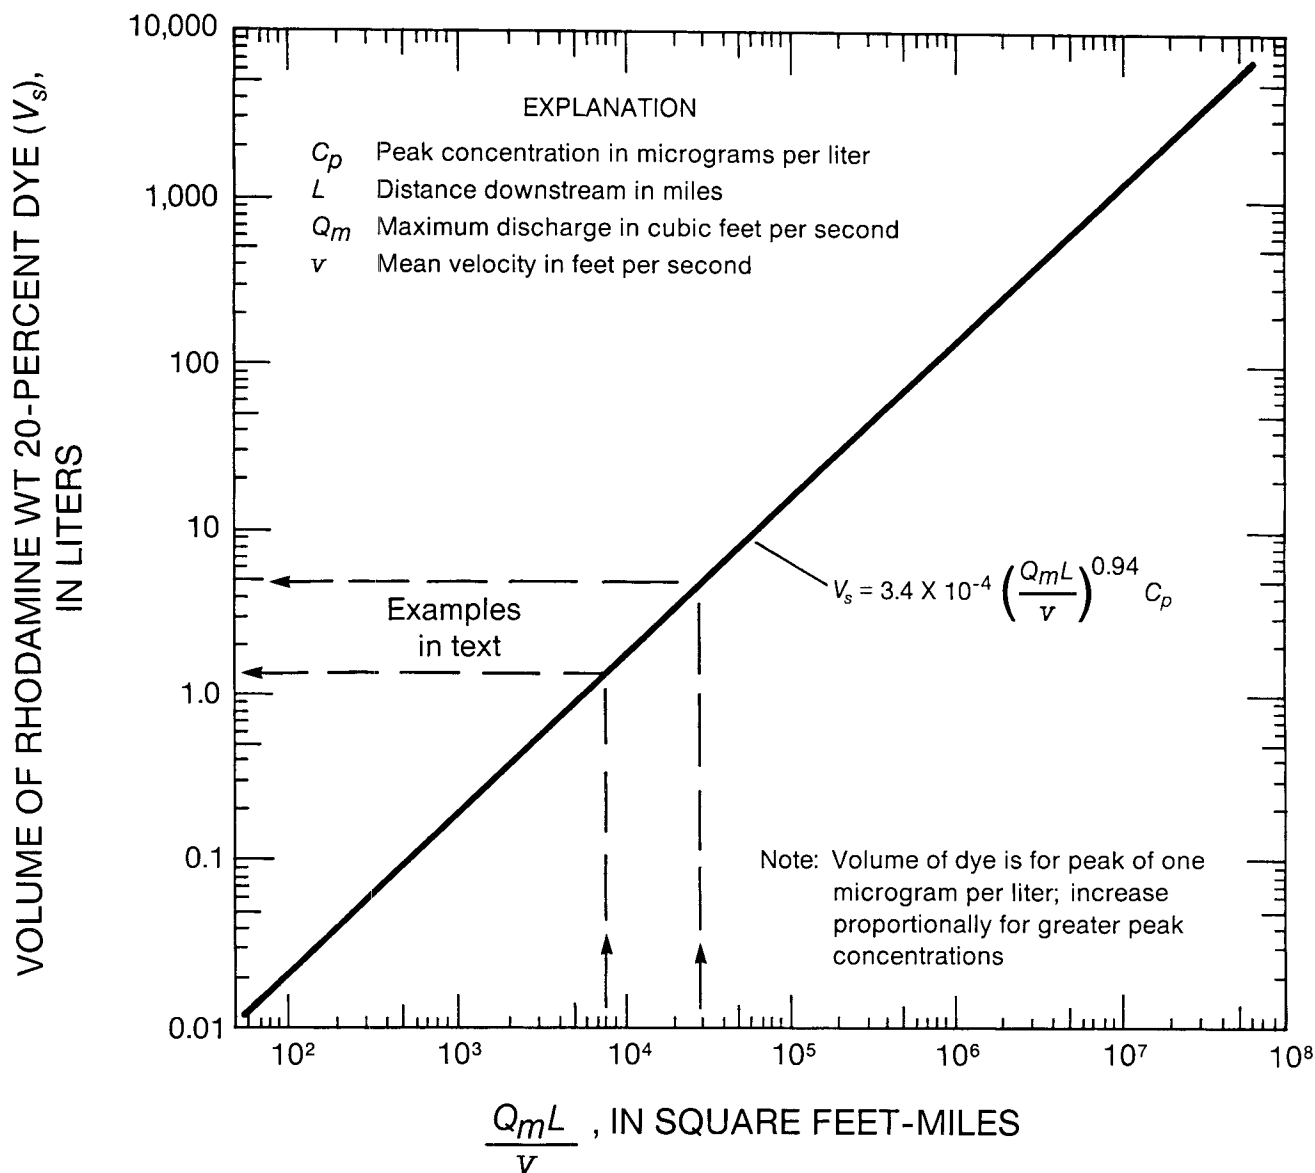 VOLUME OF RHODAMINE WT 20-PERCENT DYE (Vs),
IN LITERS
10,000
1,000
100
10
1.0
0.1
0.01
EXPLANATION
Cp Peak concentration in micrograms per liter
L Distance downstream in miles
Qm Maximum discharge in cubic feet per second
v Mean velocity in feet per second
Examples
in text
Vs = 3.4 X 10⁻⁴ (QmL/v)^0.94 Cp
Note: Volume of dye is for peak of one
microgram per liter; increase
proportionally for greater peak
concentrations
10² 10³ 10⁴ 10⁵ 10⁶ 10⁷ 10⁸
QmL/v , IN SQUARE FEET-MILES